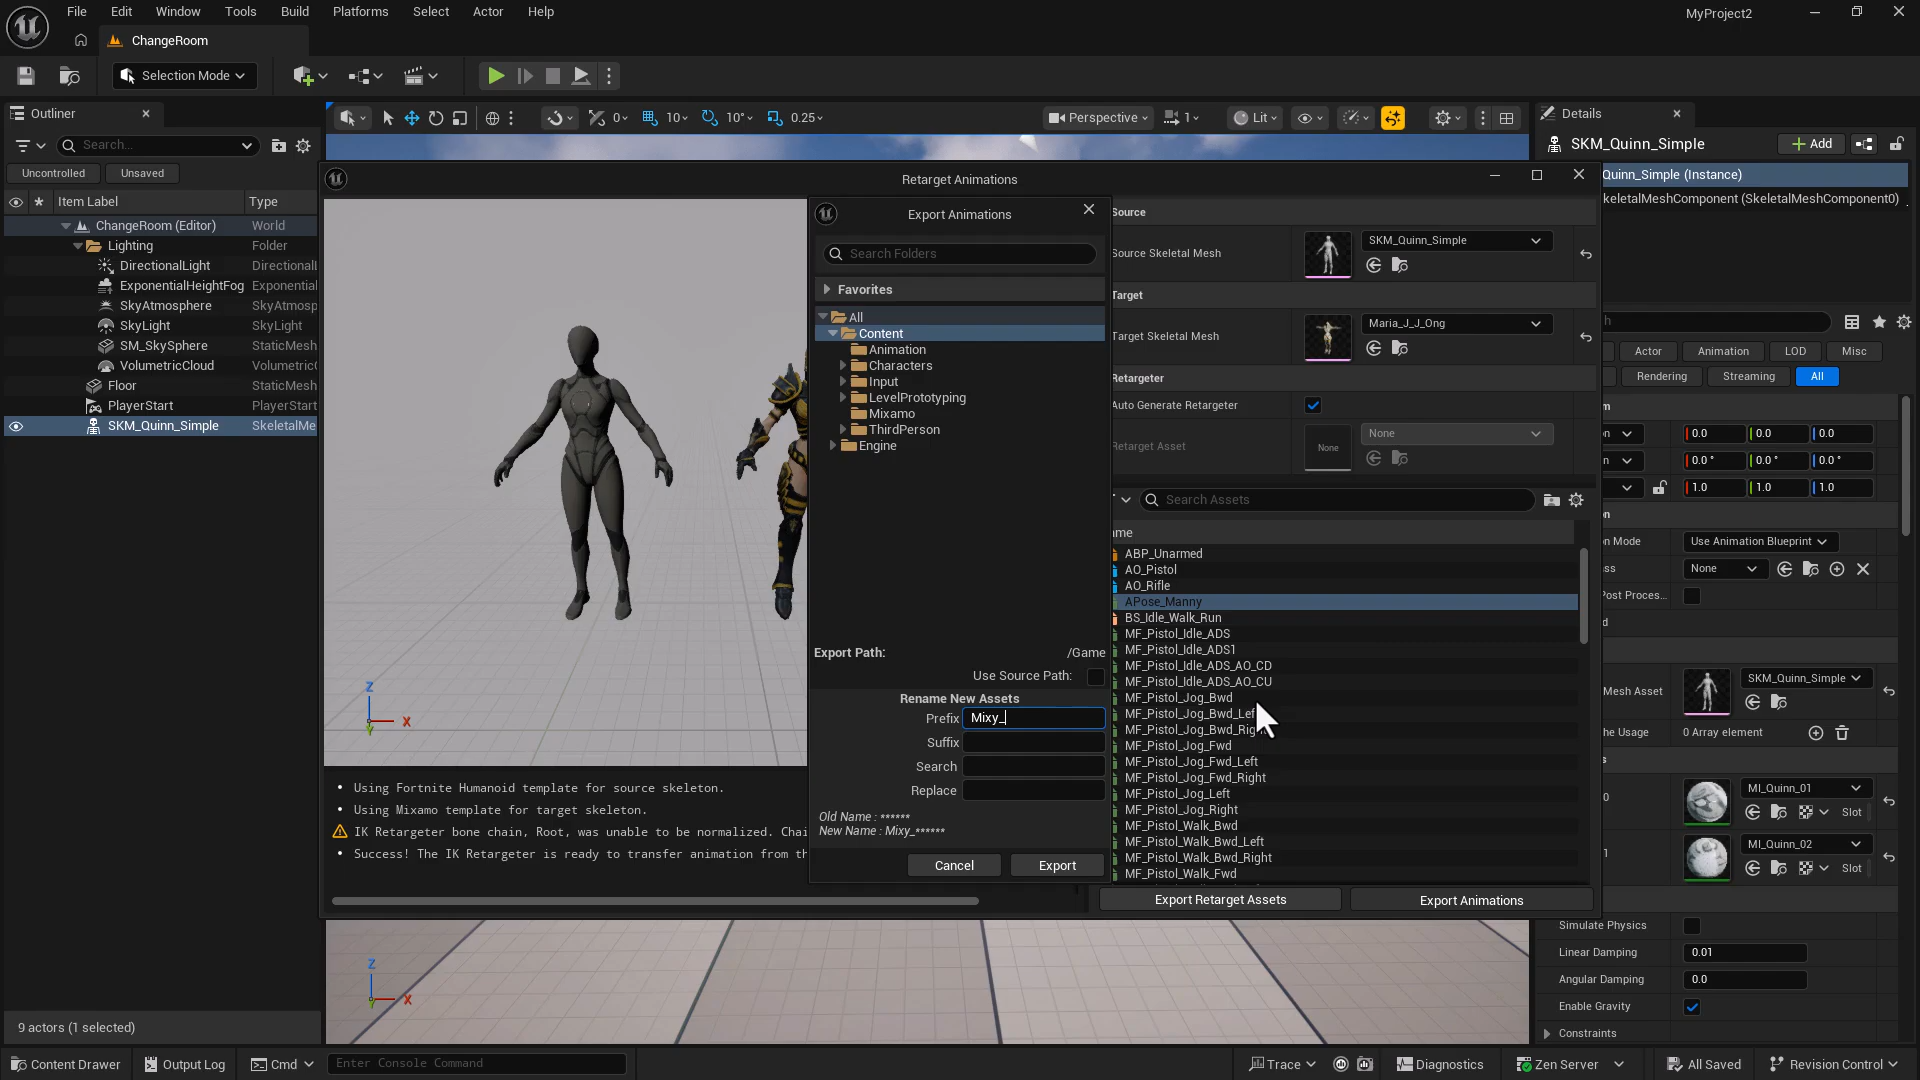 File Edit Window Tools Build Platforms Select Actor Help
MyProject2
ChangeRoom
Selection Mode
Outliner
Search...
Uncontrolled Unsaved
Item Label Type
ChangeRoom (Editor) World
Lighting Folder
DirectionalLight Directional
ExponentialHeightFog Exponential
SkyAtmosphere SkyAtmosp
SkyLight SkyLight
SM_SkySphere StaticMesh
VolumetricCloud Volumetric
Floor StaticMesh
PlayerStart PlayerStart
SKM_Quinn_Simple SkeletalMe
9 actors (1 selected)
0 10 10° 0.25
Perspective 1 Lit
Retarget Animations
Z
X
Y
Using Fortnite Humanoid template for source skeleton.
Using Mixamo template for target skeleton.
IK Retargeter bone chain, Root, was unable to be normalized. Chai
Success! The IK Retargeter is ready to transfer animation from th
Export Animations
Search Folders
Favorites
All
Content
Animation
Characters
Input
LevelPrototyping
Mixamo
ThirdPerson
Engine
Export Path: /Game
Use Source Path:
Rename New Assets
Prefix Mixy_
Suffix
Search
Replace
Old Name : ******
New Name : Mixy_******
Cancel Export
Source
Source Skeletal Mesh SKM_Quinn_Simple
Target
Target Skeletal Mesh Maria_J_J_Ong
Retargeter
Auto Generate Retargeter
Retarget Asset None None
Search Assets
ame
ABP_Unarmed
AO_Pistol
AO_Rifle
APose_Manny
BS_Idle_Walk_Run
MF_Pistol_Idle_ADS
MF_Pistol_Idle_ADS1
MF_Pistol_Idle_ADS_AO_CD
MF_Pistol_Idle_ADS_AO_CU
MF_Pistol_Jog_Bwd
MF_Pistol_Jog_Bwd_Lef
MF_Pistol_Jog_Bwd_Rig
MF_Pistol_Jog_Fwd
MF_Pistol_Jog_Fwd_Left
MF_Pistol_Jog_Fwd_Right
MF_Pistol_Jog_Left
MF_Pistol_Jog_Right
MF_Pistol_Walk_Bwd
MF_Pistol_Walk_Bwd_Left
MF_Pistol_Walk_Bwd_Right
MF_Pistol_Walk_Fwd
Export Retarget Assets Export Animations
Z
X
Y
Details
SKM_Quinn_Simple Add
Quinn_Simple (Instance)
keletalMeshComponent (SkeletalMeshComponent0)
h
Actor Animation LOD Misc
Rendering Streaming All
m
n 0.0 0.0 0.0
n 0.0° 0.0° 0.0°
1.0 1.0 1.0
on
on Mode Use Animation Blueprint
ass None
Post Proces...
d
Mesh Asset SKM_Quinn_Simple
he Usage 0 Array element
s
0 MI_Quinn_01
Slot
1 MI_Quinn_02
Slot
Simulate Physics
Linear Damping 0.01
Angular Damping 0.0
Enable Gravity
Constraints
Content Drawer Output Log Cmd Enter Console Command Trace Diagnostics Zen Server All Saved Revision Control